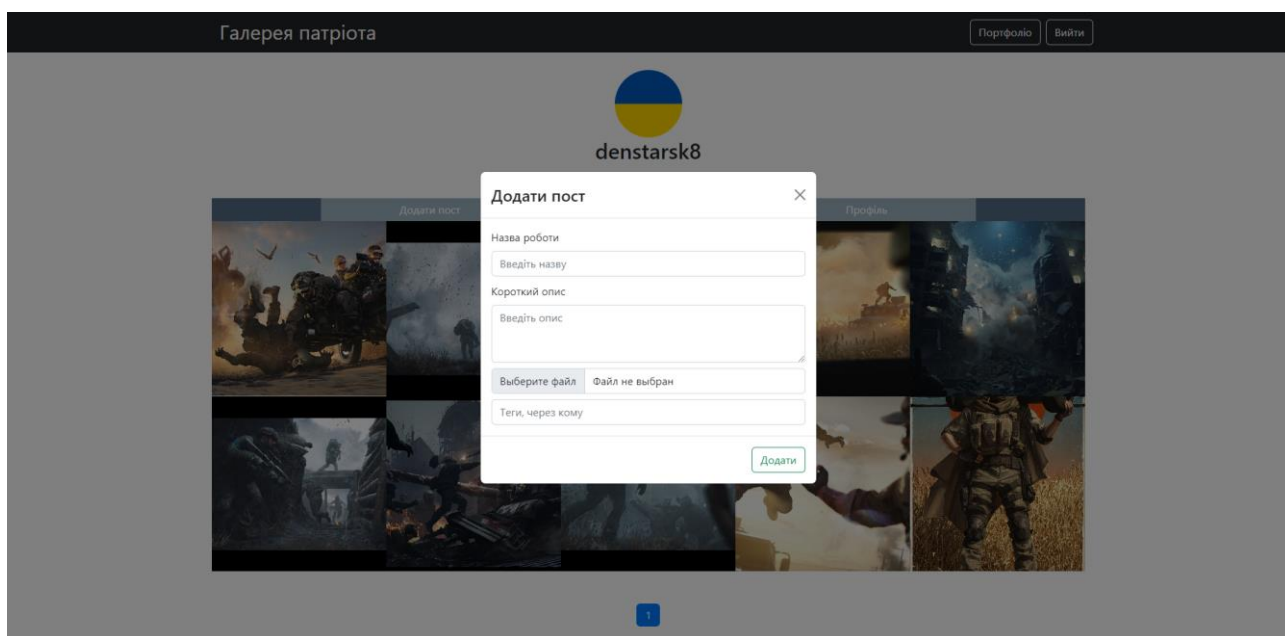 Галерея патріота
Портфоліо Вийти
denstarsk8
Додати пост Профіль
Додати пост
Назва роботи
Введіть назву
Короткий опис
Введіть опис
Выберите файл Файл не выбран
Теги, через кому
Додати
1